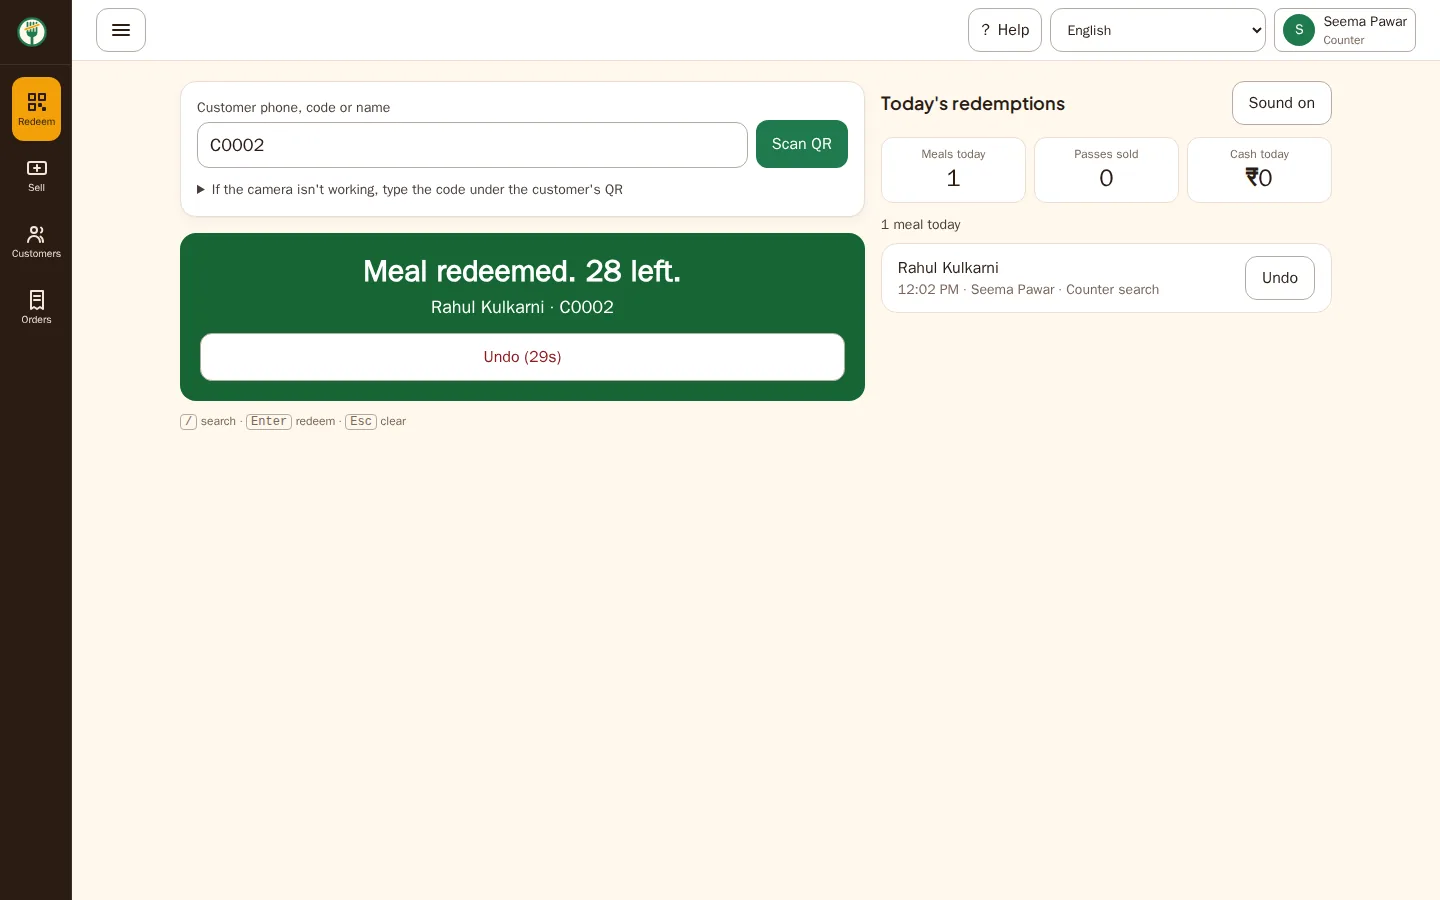 Redeem
Sell
Customers
Orders
? Help
English
S
Seema Pawar
Counter
Customer phone, code or name
C0002
Scan QR
If the camera isn't working, type the code under the customer's QR
Meal redeemed. 28 left.
Rahul Kulkarni · C0002
Undo (29s)
/ search · Enter redeem · Esc clear
Today's redemptions
Sound on
Meals today
1
Passes sold
0
Cash today
₹0
1 meal today
Rahul Kulkarni
12:02 PM · Seema Pawar · Counter search
Undo